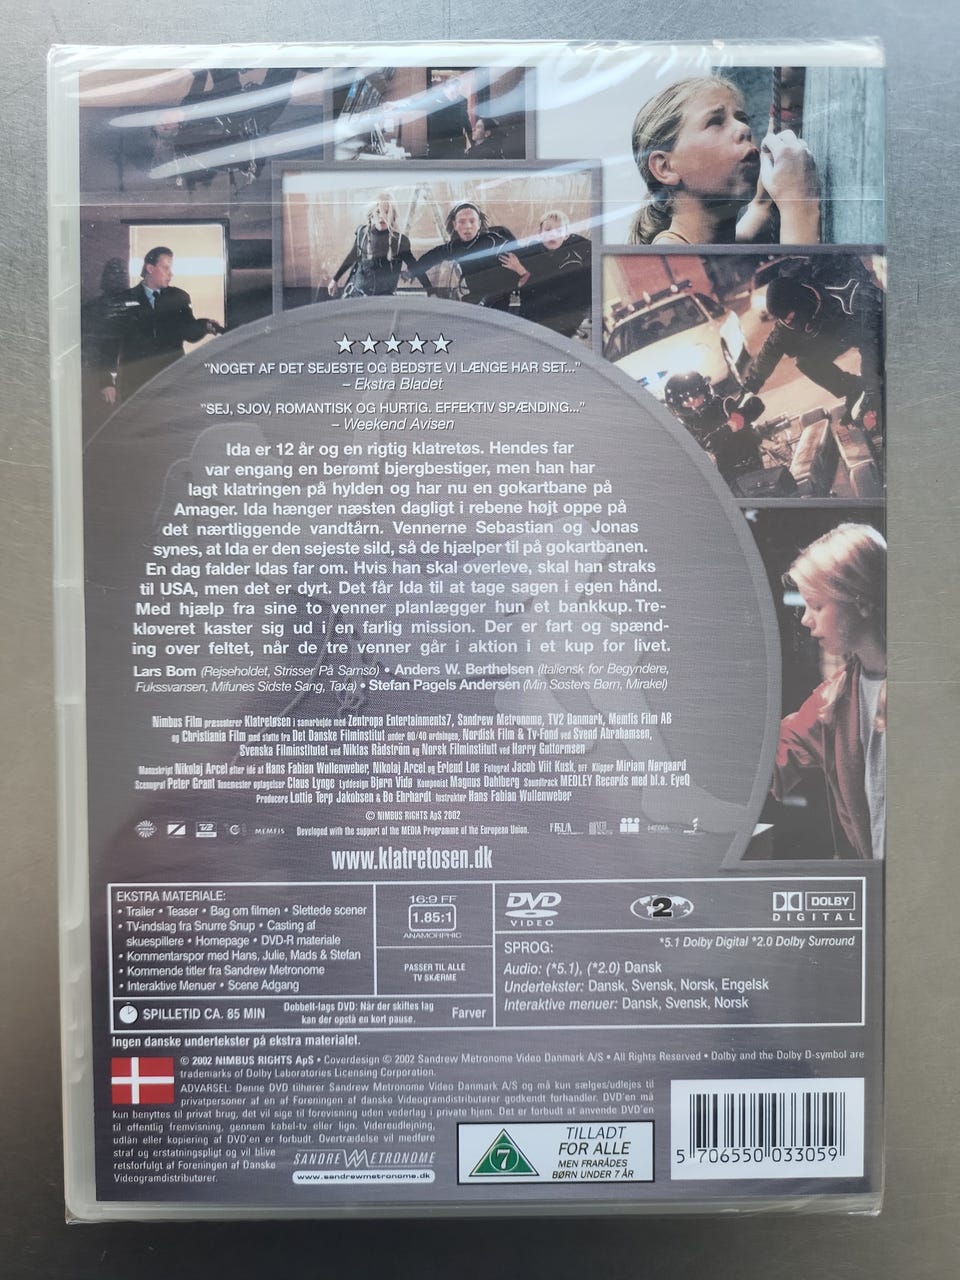 "NOGET AF DET SEJESTE OG BEDSTE VI LÆNGE HAR SET..."
– Ekstra Bladet
"SEJ, SJOV, ROMANTISK OG HURTIG. EFFEKTIV SPÆNDING..."
– Weekend Avisen
Ida er 12 år og en rigtig klatretøs. Hendes far
var engang en berømt bjergbestiger, men han har
lagt klatringen på hylden og har nu en gokartbane på
Amager. Ida hænger næsten dagligt i rebene højt oppe på
det nærtliggende vandtårn. Vennerne Sebastian og Jonas
synes, at Ida er den sejeste sild, så de hjælper til på gokartbanen.
En dag falder Idas far om. Hvis han skal overleve, skal han straks
til USA, men det er dyrt. Det får Ida til at tage sagen i egen hånd.
Med hjælp fra sine to venner planlægger hun et bankkup. Tre-
kløveret kaster sig ud i en farlig mission. Der er fart og spænd-
ing over feltet, når de tre venner går i aktion i et kup for livet.
Lars Bom (Rejseholdet, Strisser På Samsø) • Anders W. Berthelsen (Italiensk for Begyndere,
Fukssvansen, Mifunes Sidste Sang, Taxa) • Stefan Pagels Andersen (Min Søsters Børn, Mirakel)
Nimbus Film præsenterer Klatretøsen i samarbejde med Zentropa Entertainments7, Sandrew Metronome, TV2 Danmark, Memfis Film AB
og Christiania Film med støtte fra Det Danske Filminstitut under 60/40 ordningen, Nordisk Film & Tv-Fond ved Svend Abrahamsen,
Svenska Filminstitutet ved Niklas Rådström og Norsk Filminstitutt ved Harry Guttormsen
Manuskript Nikolaj Arcel efter idé af Hans Fabian Wullenweber, Nikolaj Arcel og Erlend Loe Fotograf Jacob Viit Kusk, DFF Klipper Miriam Nørgaard
Scenograf Peter Grant Tonemester optagelser Claus Lynge Lyddesign Bjørn Vidø Komponist Magnus Dahlberg Soundtrack MEDLEY Records med bl.a. EyeQ
Producere Lottie Terp Jakobsen & Bo Ehrhardt Instruktør Hans Fabian Wullenweber
© NIMBUS RIGHTS ApS 2002
MEMFIS Developed with the support of the MEDIA Programme of the European Union.
www.klatretosen.dk
EKSTRA MATERIALE:
• Trailer • Teaser • Bag om filmen • Slettede scener
• TV-indslag fra Snurre Snup • Casting af
skuespillere • Homepage • DVD-R materiale
• Kommentarspor med Hans, Julie, Mads & Stefan
• Kommende titler fra Sandrew Metronome
• Interaktive Menuer • Scene Adgang
16:9 FF
1.85:1
ANAMORPHIC
PASSER TIL ALLE
TV SKÆRME
SPILLETID CA. 85 MIN
Dobbelt-lags DVD: Når der skiftes lag
kan der opstå en kort pause.
Farver
DVD
VIDEO
2
DOLBY
DIGITAL
SPROG:
*5.1 Dolby Digital *2.0 Dolby Surround
Audio: (*5.1), (*2.0) Dansk
Undertekster: Dansk, Svensk, Norsk, Engelsk
Interaktive menuer: Dansk, Svensk, Norsk
Ingen danske undertekster på ekstra materialet.
© 2002 NIMBUS RIGHTS ApS • Coverdesign © 2002 Sandrew Metronome Video Danmark A/S • All Rights Reserved • Dolby and the Dolby D-symbol are
trademarks of Dolby Laboratories Licensing Corporation.
ADVARSEL: Denne DVD tilhører Sandrew Metronome Video Danmark A/S og må kun sælges/udlejes til
privatpersoner af en af Foreningen af danske Videogramdistributører godkendt forhandler. DVD'en må
kun benyttes til privat brug, det vil sige til forevisning uden vederlag i private hjem. Det er forbudt at anvende DVD'en
til offentlig fremvisning, gennem kabel-tv eller lign. Videreudlejning,
udlån eller kopiering af DVD'en er forbudt. Overtrædelse vil medføre
straf og erstatningspligt og vil blive
retsforfulgt af Foreningen af Danske
Videogramdistributører.
SANDREW METRONOME
www.sandrewmetronome.dk
7
TILLADT
FOR ALLE
MEN FRARÅDES
BØRN UNDER 7 ÅR
5 706550 033059